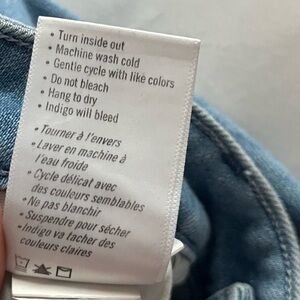 • Turn inside out
• Machine wash cold
• Gentle cycle with like colors
• Do not bleach
• Hang to dry
• Indigo will bleed
• Tourner à l'envers
• Laver en machine à
l'eau froide
• Cycle délicat avec
des couleurs semblables
• Ne pas blanchir
• Suspendre pour sécher
• Indigo va tacher des
couleurs claires